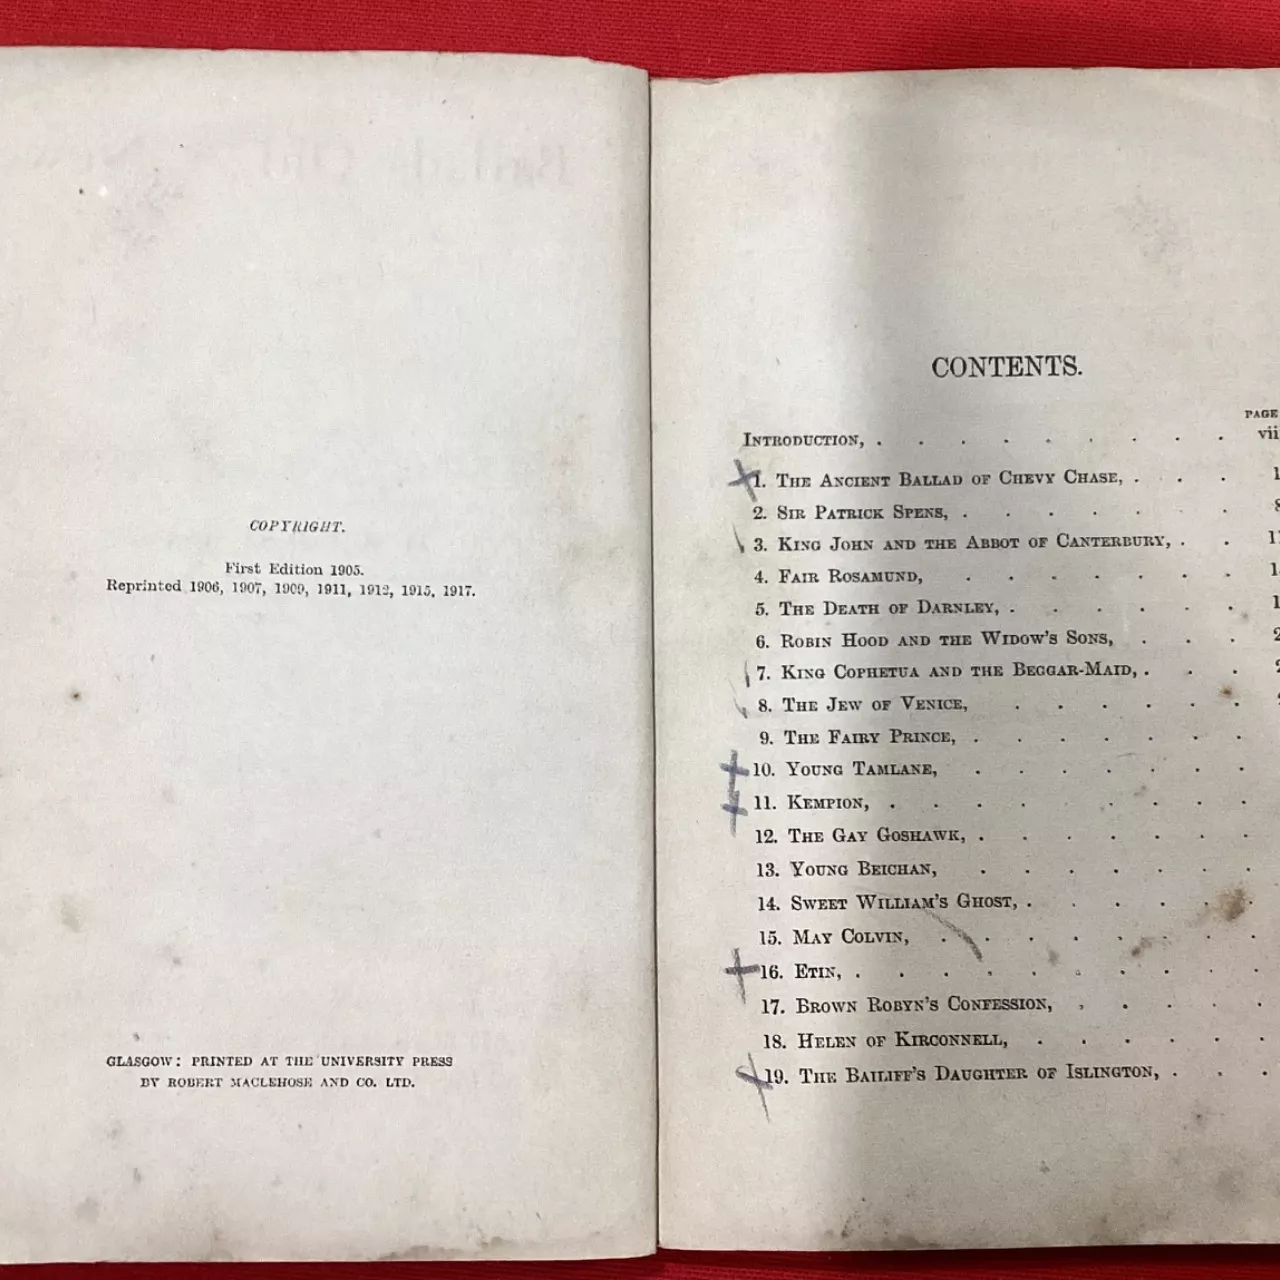 COPYRIGHT.
First Edition 1905.
Reprinted 1906, 1907, 1909, 1911, 1912, 1915, 1917.
GLASGOW: PRINTED AT THE UNIVERSITY PRESS
BY ROBERT MACLEHOSE AND CO. LTD.
CONTENTS.
PAGE
INTRODUCTION, . . . . . . . . . vii
1. THE ANCIENT BALLAD OF CHEVY CHASE, . . . 1
2. SIR PATRICK SPENS, . . . . . . .
3. KING JOHN AND THE ABBOT OF CANTERBURY, . .
4. FAIR ROSAMUND, . . . . . . .
5. THE DEATH OF DARNLEY, . . . . . .
6. ROBIN HOOD AND THE WIDOW'S SONS, . . .
7. KING COPHETUA AND THE BEGGAR-MAID, . . .
8. THE JEW OF VENICE, . . . . . .
9. THE FAIRY PRINCE, . . . . . . .
10. YOUNG TAMLANE, . . . . . . .
11. KEMPION, . . . . . . . . .
12. THE GAY GOSHAWK, . . . . . . .
13. YOUNG BEICHAN, . . . . . . .
14. SWEET WILLIAM'S GHOST, . . . . . .
15. MAY COLVIN, . . . . . . . .
16. ETIN, . . . . . . . . . .
17. BROWN ROBYN'S CONFESSION, . . . . .
18. HELEN OF KIRCONNELL, . . . . . .
19. THE BAILIFF'S DAUGHTER OF ISLINGTON, . . .